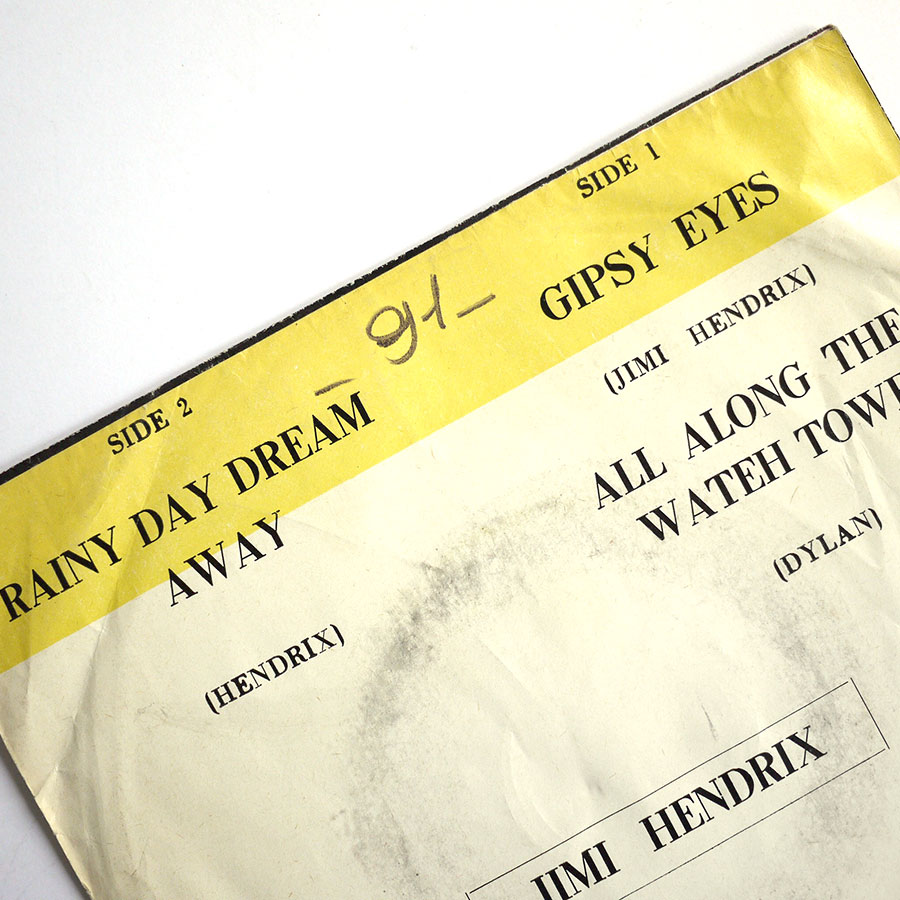 SIDE 2
RAINY DAY DREAM
AWAY
(HENDRIX)
— 91 —
SIDE 1
GIPSY EYES
(JIMI HENDRIX)
ALL ALONG THE
WATEH TOWE
(DYLAN)
JIMI HENDRIX